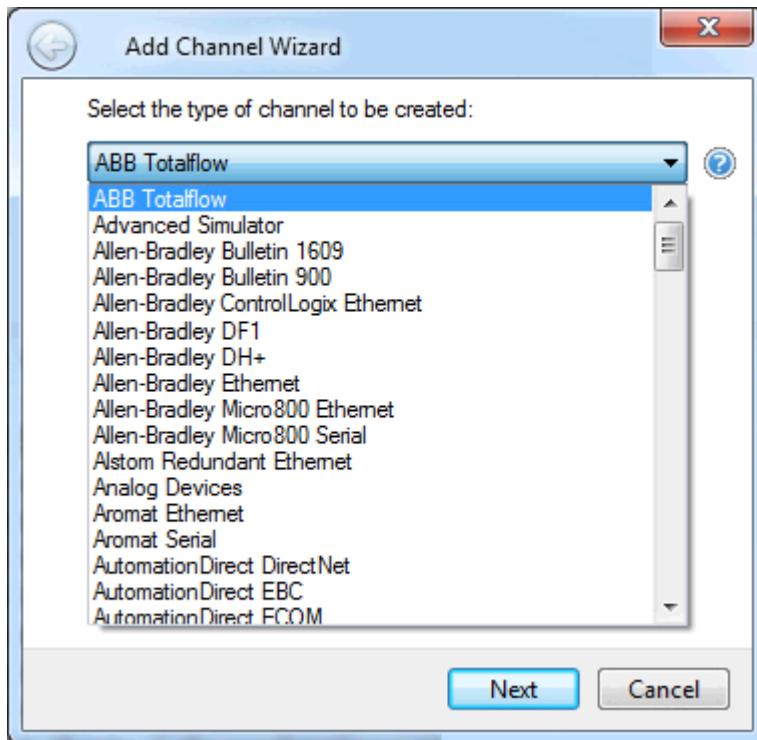 Add Channel Wizard
Select the type of channel to be created:
ABB Totalflow
ABB Totalflow
Advanced Simulator
Allen-Bradley Bulletin 1609
Allen-Bradley Bulletin 900
Allen-Bradley ControlLogix Ethernet
Allen-Bradley DF1
Allen-Bradley DH+
Allen-Bradley Ethernet
Allen-Bradley Micro800 Ethernet
Allen-Bradley Micro800 Serial
Alstom Redundant Ethernet
Analog Devices
Aromat Ethernet
Aromat Serial
AutomationDirect DirectNet
AutomationDirect EBC
AutomationDirect ECOM
Next Cancel